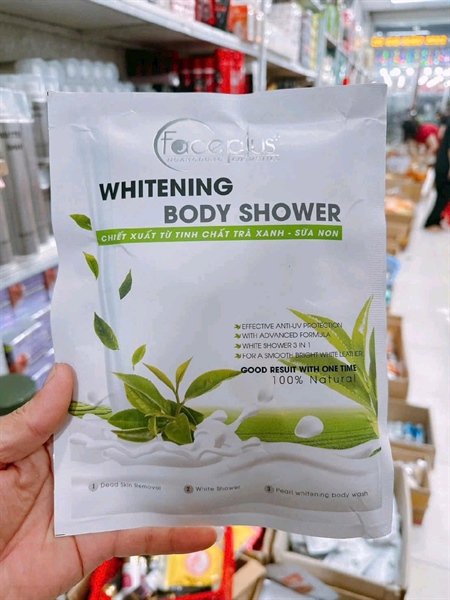 faceplus
WHITENING
BODY SHOWER
CHIẾT XUẤT TỪ TINH CHẤT TRÀ XANH - SỮA NON
EFFECTIVE ANTI-UV PROTECTION
WITH ADVANCED FORMULA
WHITE SHOWER 3 IN 1
FOR A SMOOTH BRIGHT WHITE LEATHER
GOOD RESUIT WITH ONE TIME
100% Natural
1 Dead Skin Removal
2 White Shower
3 Pearl whitening body wash